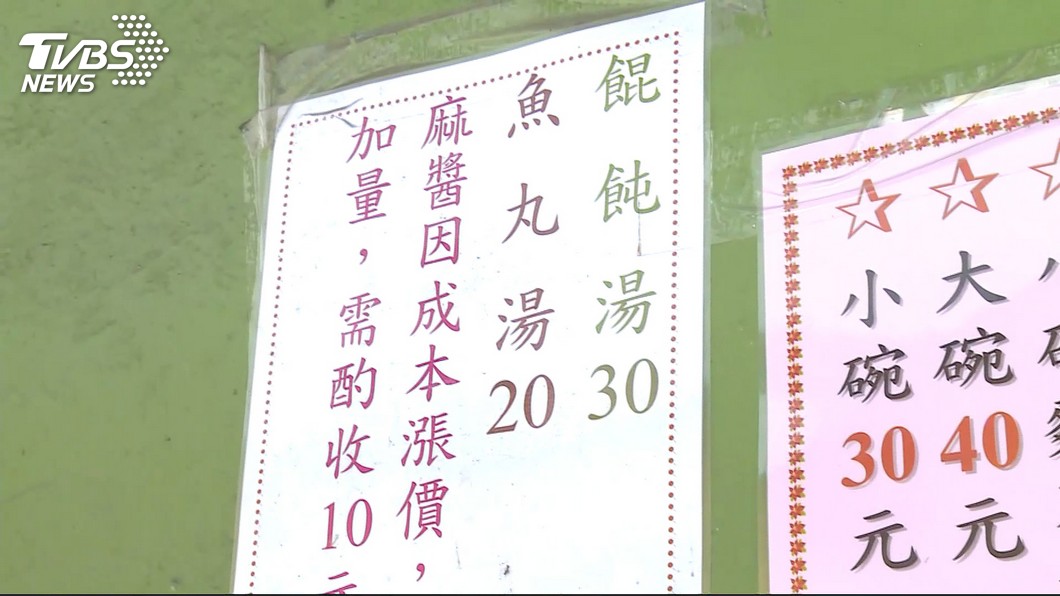 TVBS
NEWS
餛飩湯30
魚丸湯20
麻醬因成本漲價,
加量,需酌收10元
大碗40元
小碗30元